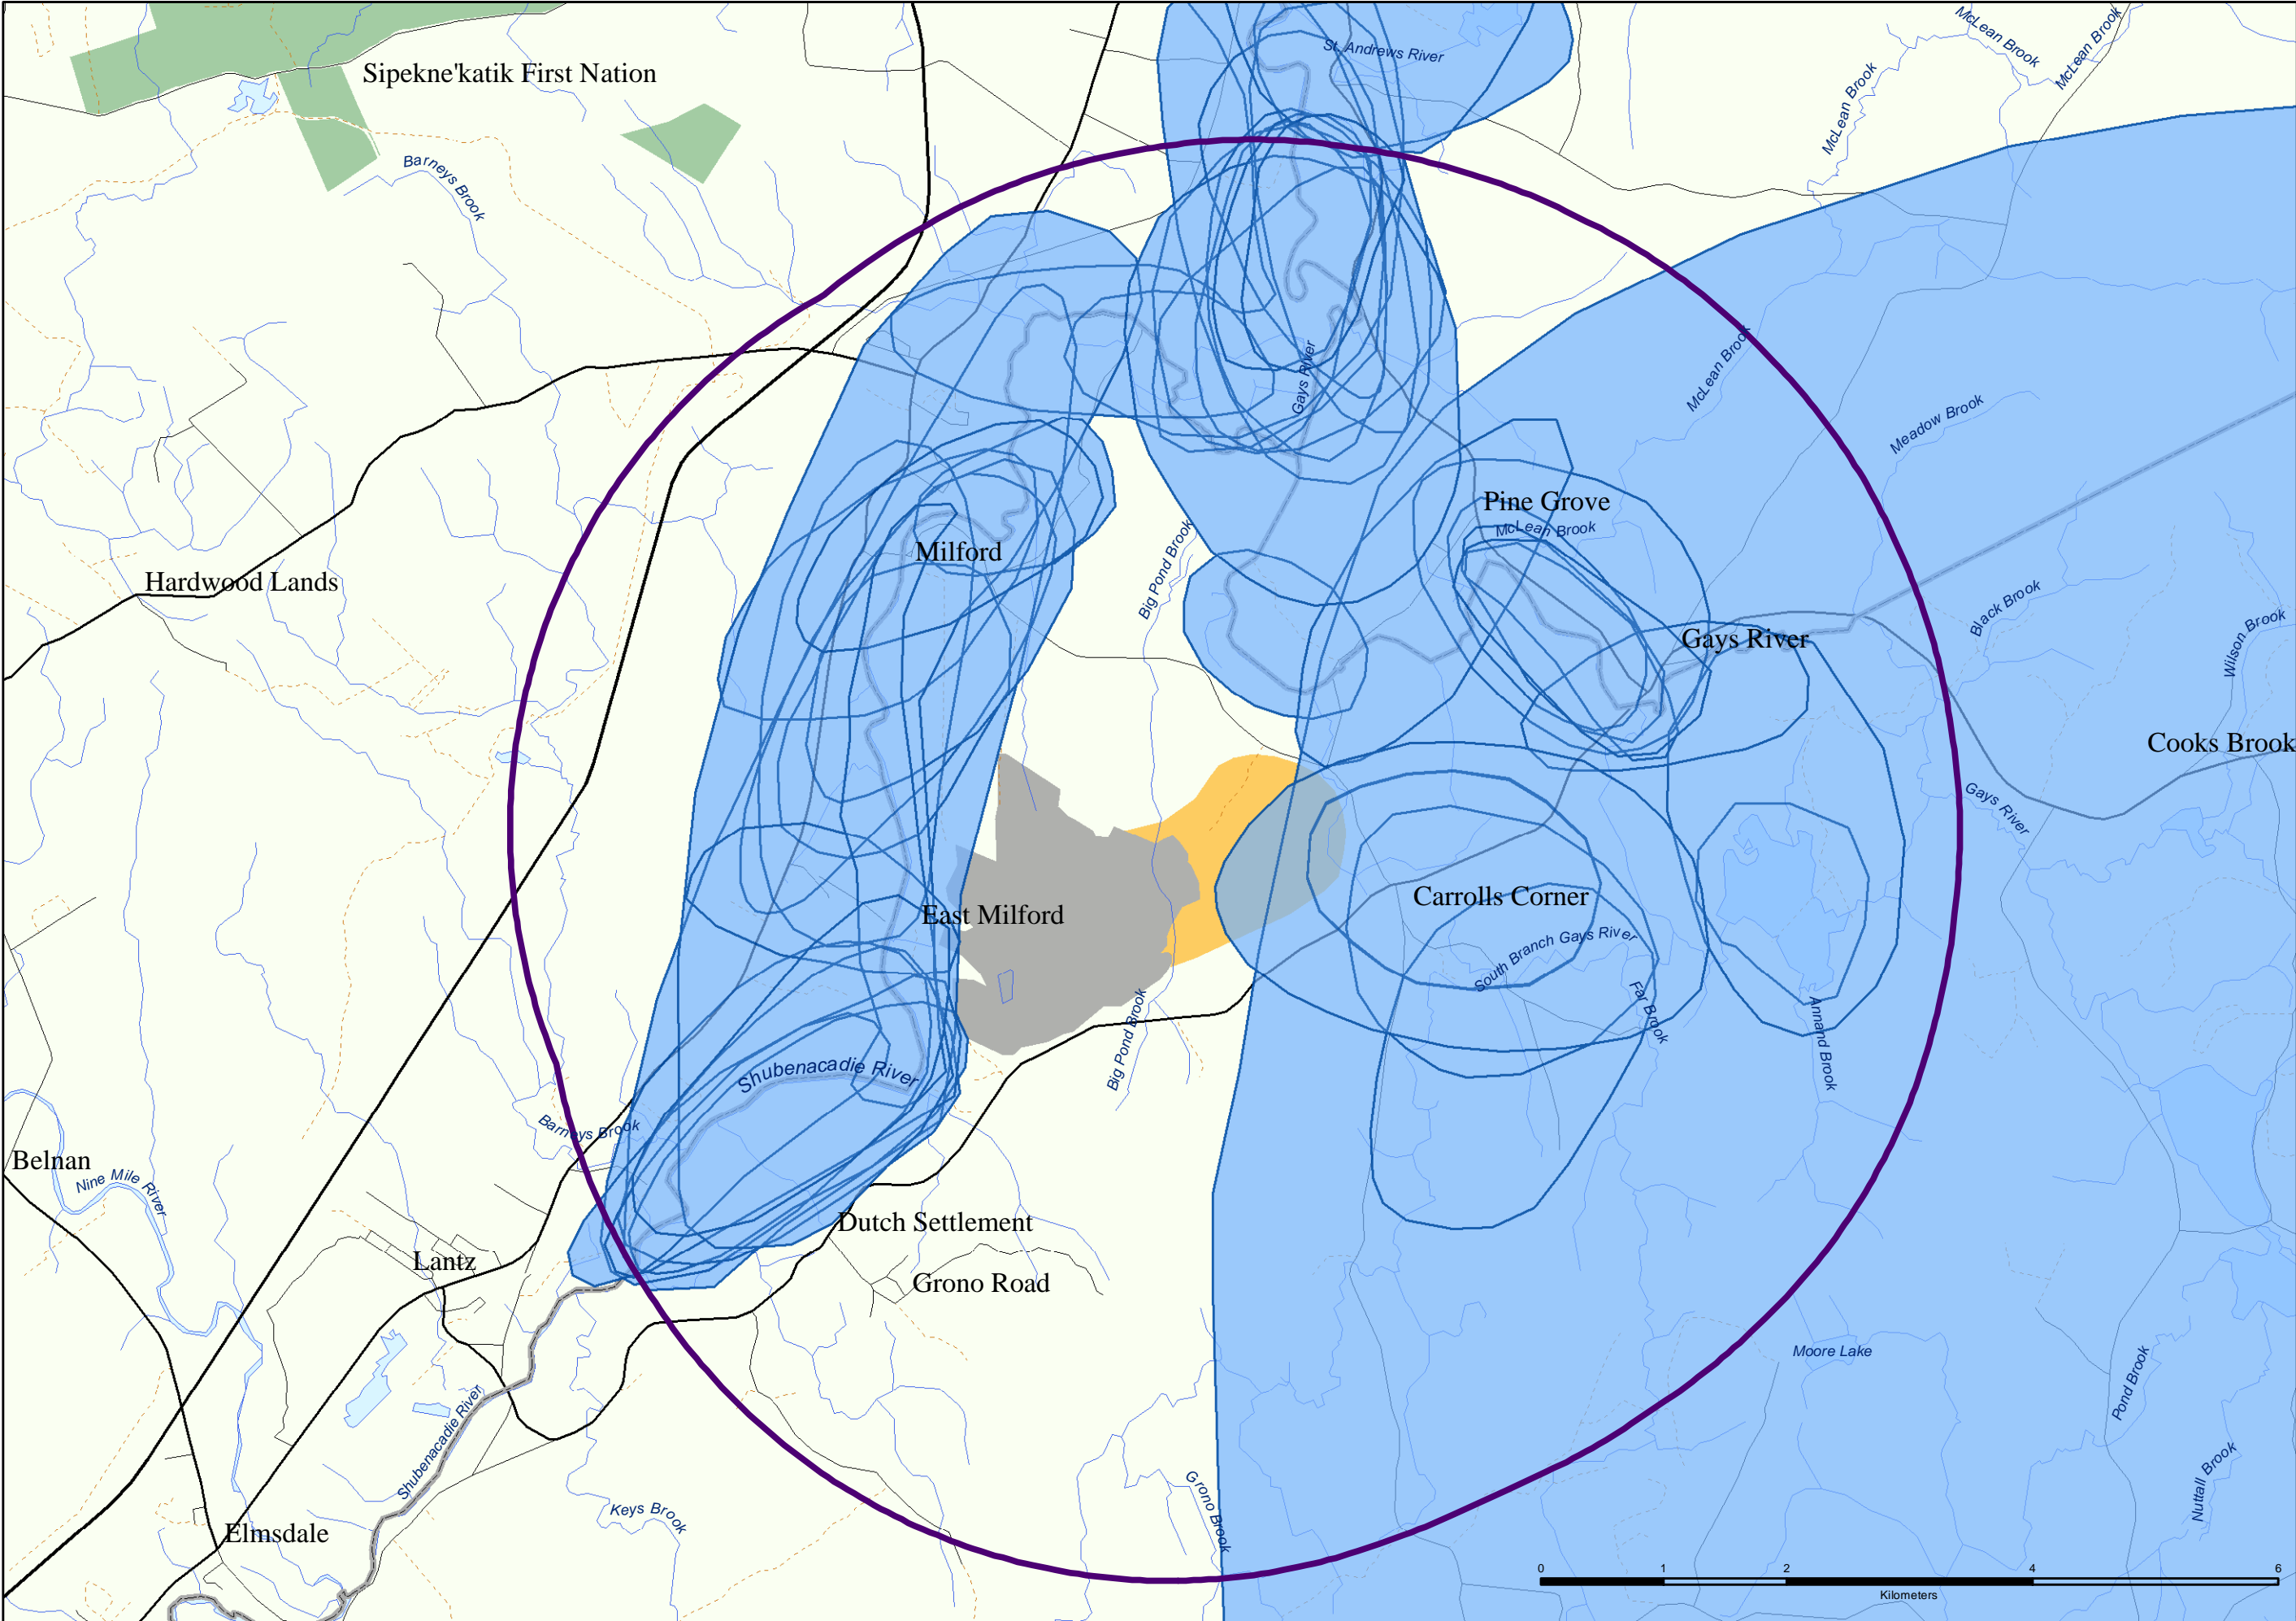 McLean Brook
McLean Brook
St. Andrews River
Sipekne'katik First Nation
McLean Brook
Barneys Brook
McLean Brook
Gays River
Meadow Brook
Pine Grove
McLean Brook
Milford
Big Pond Brook
Hardwood Lands
Black Brook
Gays River
Wilson Brook
Cooks Brook
Gays River
Carrolls Corner
East Milford
South Branch Gays River
Far Brook
Annand Brook
Big Pond Brook
Shubenacadie River
Barneys Brook
Belnan
Nine Mile River
Dutch Settlement
Lantz
Grono Road
Moore Lake
Pond Brook
Shubenacadie River
Nuttall Brook
Grono Brook
Keys Brook
Elmsdale
0 1 2 4 6
Kilometers